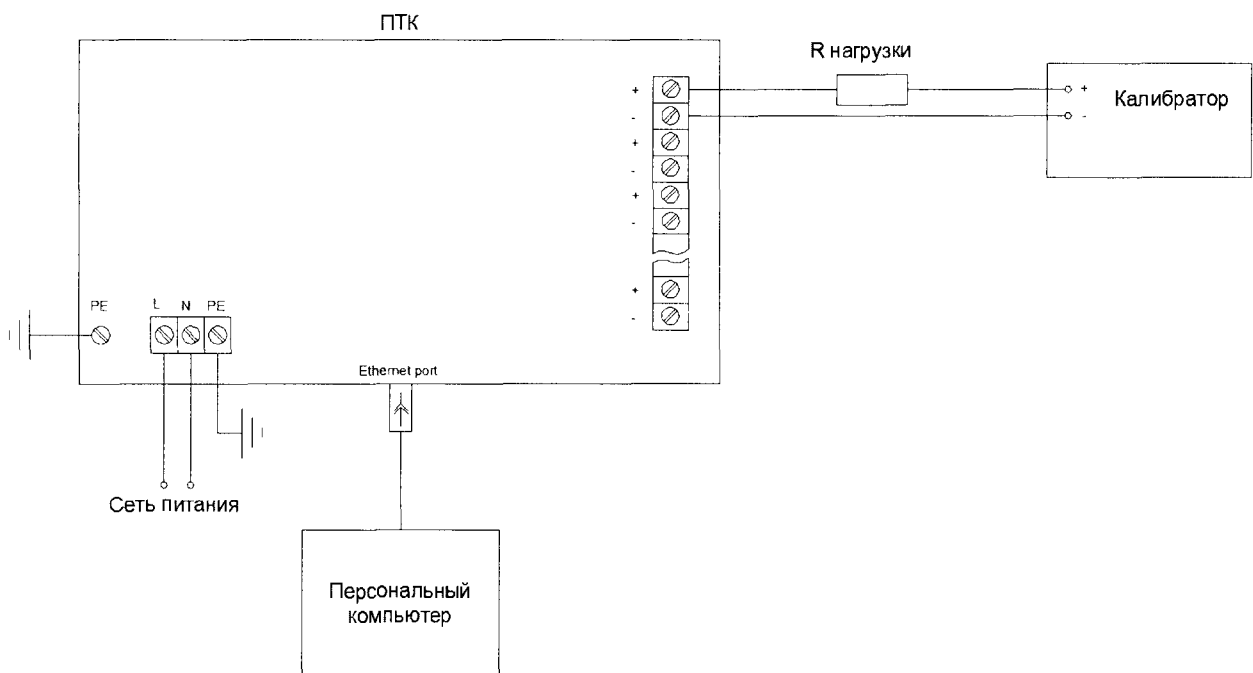 ПТК
R нагрузки
+
-
+
-
+
-
+
-
+
-
Калибратор
PE
L N PE
Ethernet port
Сеть питания
Персональный
компьютер